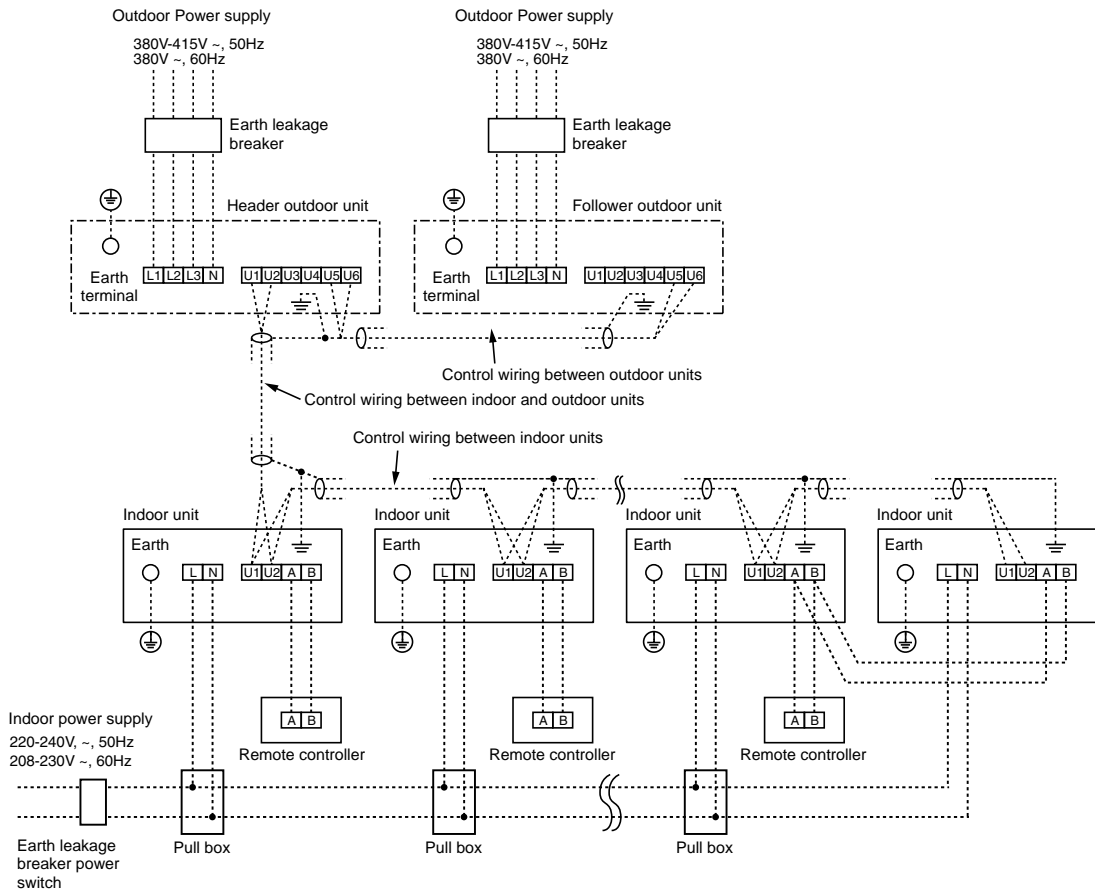 Outdoor Power supply
380V-415V ~, 50Hz
380V ~, 60Hz
Outdoor Power supply
380V-415V ~, 50Hz
380V ~, 60Hz
Earth leakage
breaker
Earth leakage
breaker
Header outdoor unit
Follower outdoor unit
Earth
terminal
L1 L2 L3 N
U1 U2 U3 U4 U5 U6
Earth
terminal
L1 L2 L3 N
U1 U2 U3 U4 U5 U6
Control wiring between outdoor units
Control wiring between indoor and outdoor units
Control wiring between indoor units
Indoor unit
Indoor unit
Indoor unit
Indoor unit
Earth
Earth
Earth
Earth
L N
U1 U2 A B
L N
U1 U2 A B
L N
U1 U2 A B
L N
U1 U2 A B
A B
A B
A B
Remote controller
Remote controller
Remote controller
Indoor power supply
220-240V, ~, 50Hz
208-230V ~, 60Hz
Earth leakage
breaker power
switch
Pull box
Pull box
Pull box